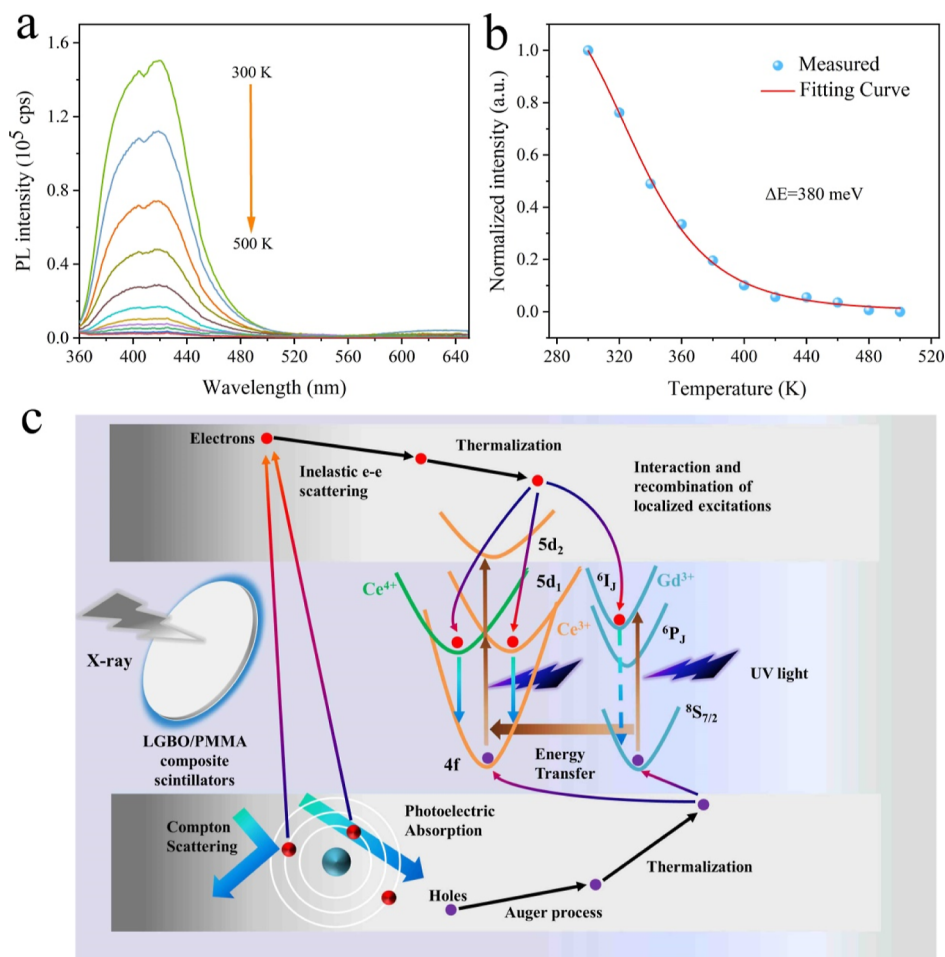 a
1.6
1.2
0.8
0.4
0.0
PL intensity (10⁵ cps)
300 K
500 K
360 400 440 480 520 560 600 640
Wavelength (nm)
b
1.0
0.8
0.6
0.4
0.2
0.0
Normalized intensity (a.u.)
Measured
Fitting Curve
ΔE=380 meV
280 320 360 400 440 480 520
Temperature (K)
c
Electrons
Inelastic e-e
scattering
Thermalization
Interaction and
recombination of
localized excitations
5d₂
5d₁
Ce⁴⁺
Ce³⁺
⁶I_J
Gd³⁺
⁶P_J
X-ray
UV light
⁸S₇/₂
LGBO/PMMA
composite
scintillators
4f
Energy
Transfer
Compton
Scattering
Photoelectric
Absorption
Thermalization
Holes
Auger process